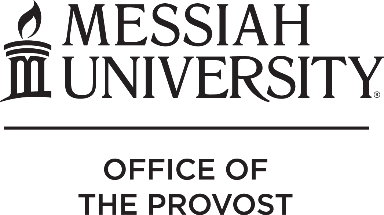 MESSIAH
UNIVERSITY®
OFFICE OF
THE PROVOST